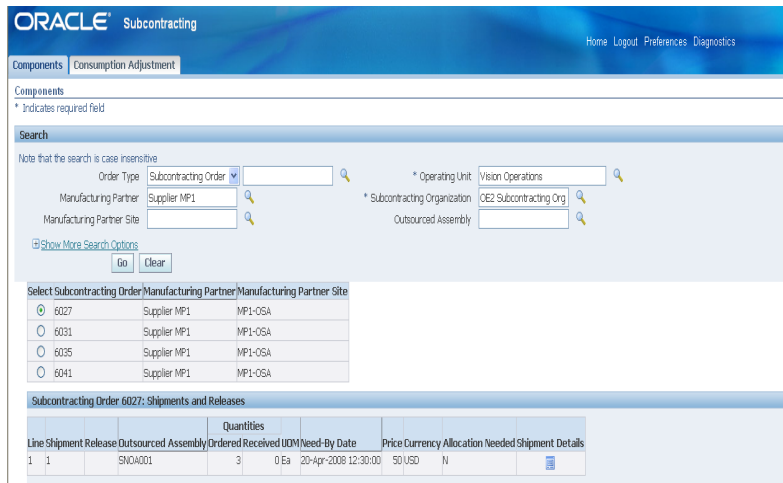 ORACLE® Subcontracting
Home Logout Preferences Diagnostics
Components Consumption Adjustment
Components
* Indicates required field
Search
Note that the search is case insensitive
Order Type Subcontracting Order * Operating Unit Vision Operations
Manufacturing Partner Supplier MP1 * Subcontracting Organization OE2 Subcontracting Org
Manufacturing Partner Site Outsourced Assembly
Show More Search Options
Go Clear
Select Subcontracting Order Manufacturing Partner Manufacturing Partner Site
6027 Supplier MP1 MP1-OSA
6031 Supplier MP1 MP1-OSA
6035 Supplier MP1 MP1-OSA
6041 Supplier MP1 MP1-OSA
Subcontracting Order 6027: Shipments and Releases
Quantities
Line Shipment Release Outsourced Assembly Ordered Received UOM Need-By Date Price Currency Allocation Needed Shipment Details
1 1 SNOA001 3 0 Ea 20-Apr-2008 12:30:00 50 USD N